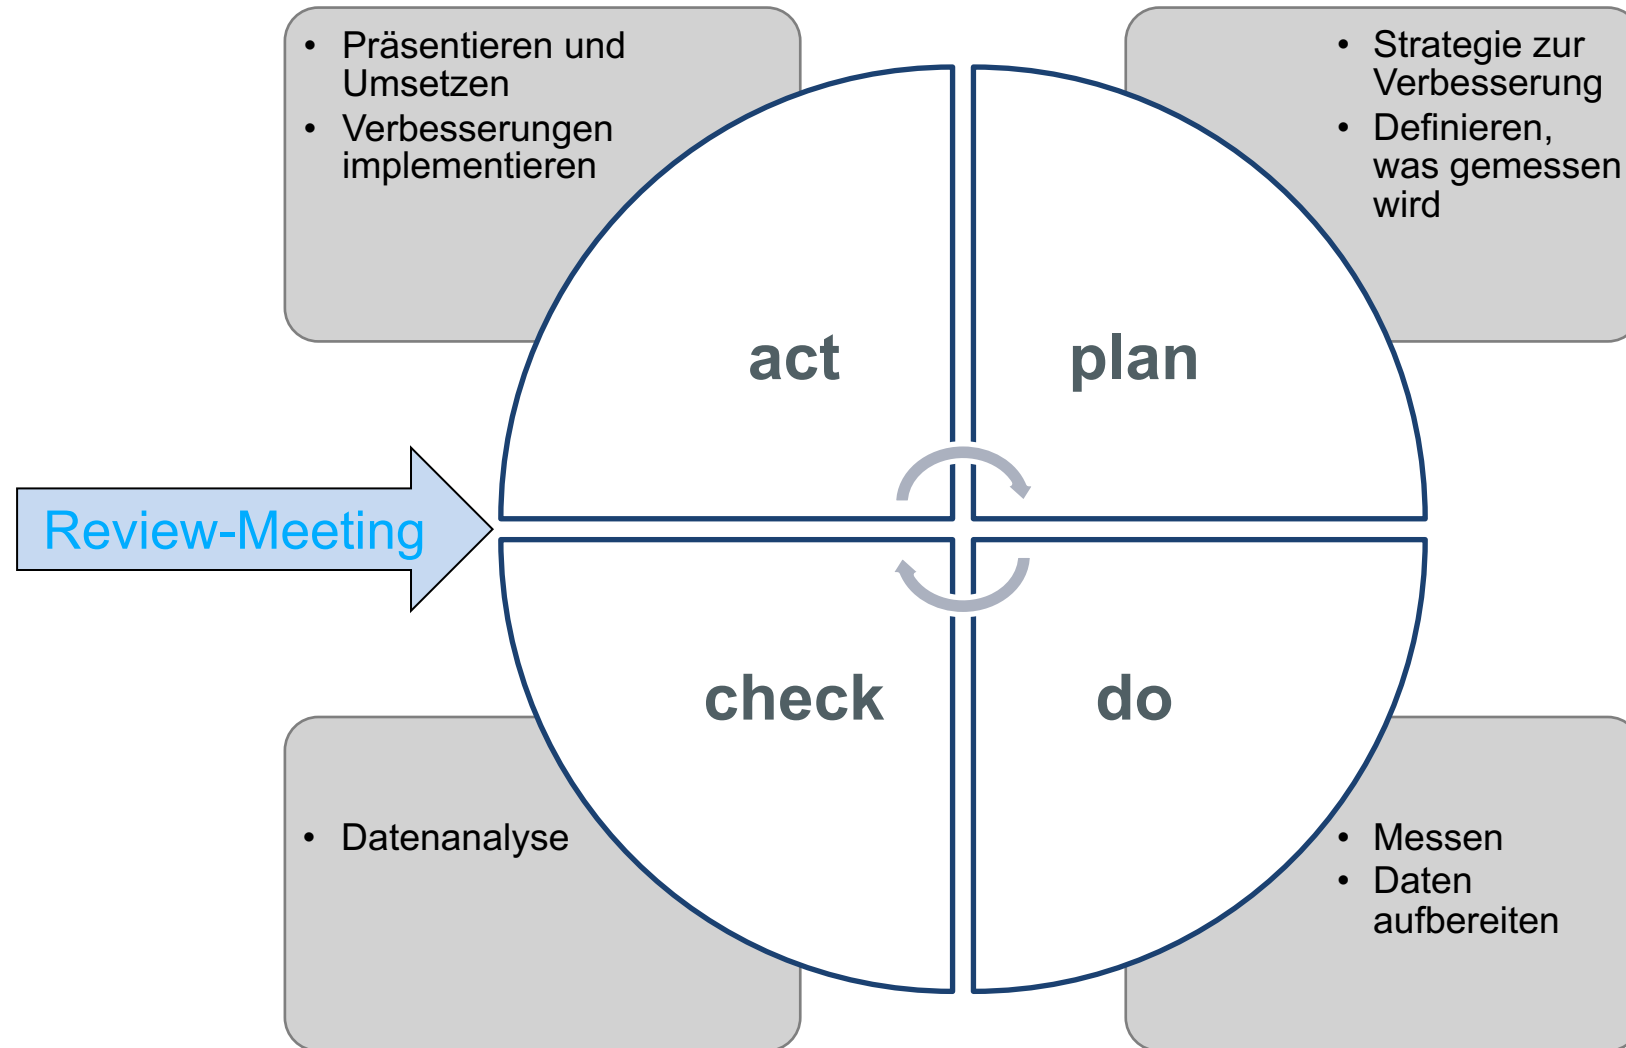 • Präsentieren und
Umsetzen
• Verbesserungen
implementieren
• Strategie zur
Verbesserung
• Definieren,
was gemessen
wird
act
plan
Review-Meeting
check
do
• Datenanalyse
• Messen
• Daten
aufbereiten